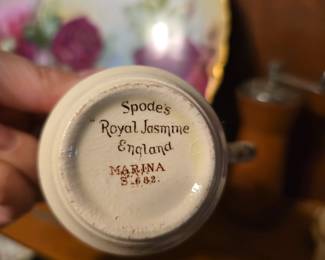 Spode's
"Royal Jasmine
England
MARINA
S.682.